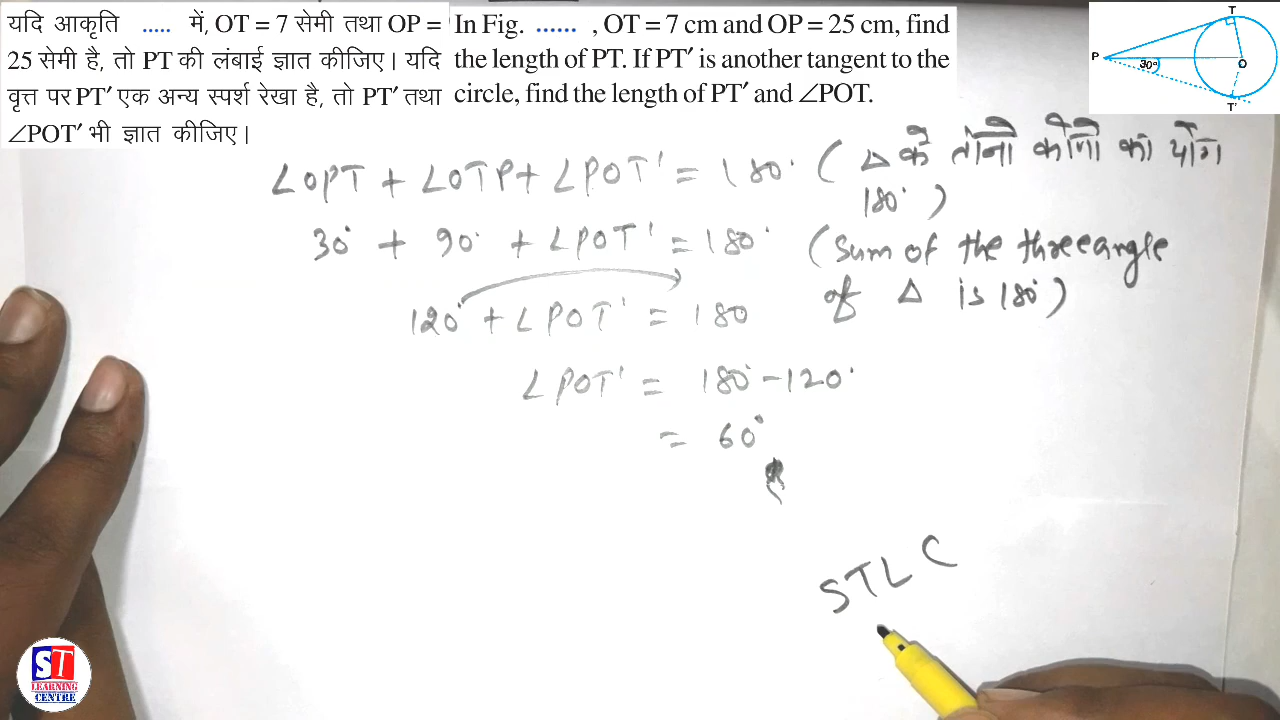 यदि आकृति ..... में, OT = 7 सेमी तथा OP =
25 सेमी है, तो PT की लंबाई ज्ञात कीजिए। यदि
वृत्त पर PT′ एक अन्य स्पर्श रेखा है, तो PT′ तथा
∠POT′ भी ज्ञात कीजिए।
In Fig. ...... , OT = 7 cm and OP = 25 cm, find
the length of PT. If PT′ is another tangent to the
circle, find the length of PT′ and ∠POT.
T
P
30°
O
T'
∠OPT + ∠OTP + ∠POT' = 180° ( △ के तीनों कोणों का योग
180° )
30° + 90° + ∠POT' = 180° (Sum of the three angle
of △ is 180°)
120° + ∠POT' = 180
∠POT' = 180° - 120°
= 60°
STLC
ST
LEARNING
CENTRE